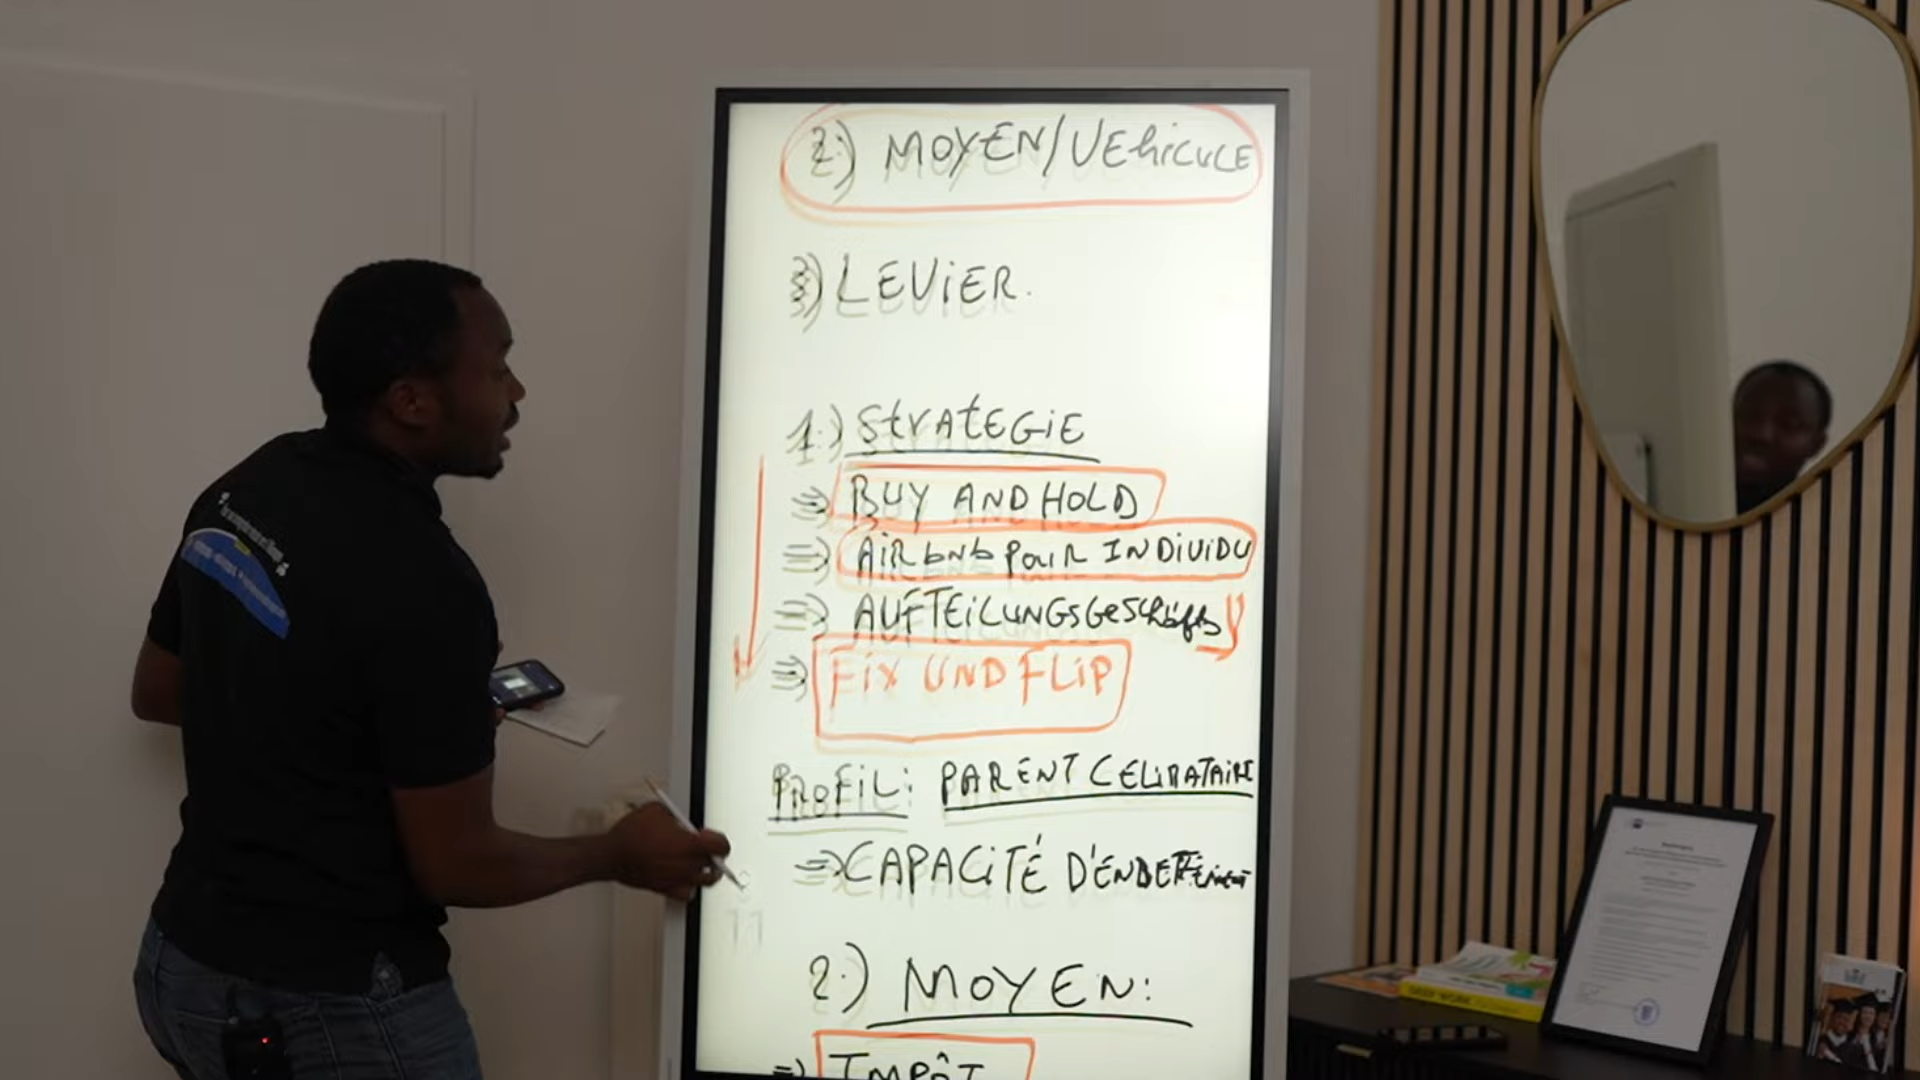 2.) MOYEN/VEhiCULE
3) LEViER.
1.) StrAtEGiE
⇒ BUY AND HOLD
⇒ AiRbnb pour INDiViDU
⇒ AUFTEiLUNGsGeschäfts
⇒ FiX UND FLiP
PROFiL: PARENT CELIBATAIRE
⇒ CAPACiTÉ D'ENDETTEment
2.) MOYEN:
⇒ IMPÔT